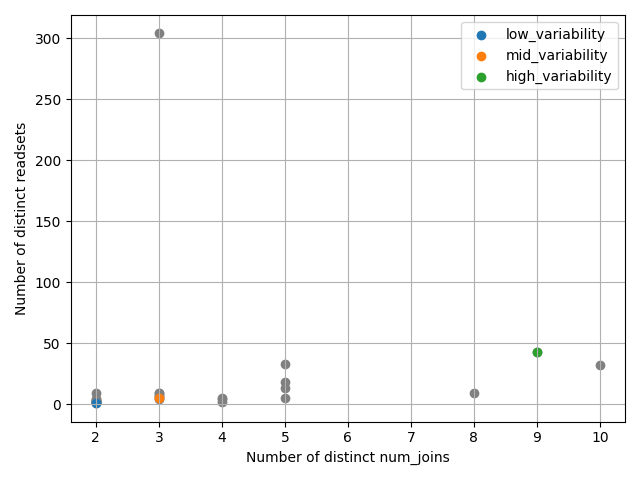 low_variability
mid_variability
high_variability
Number of distinct readsets
300
250
200
150
100
50
0
2 3 4 5 6 7 8 9 10
Number of distinct num_joins